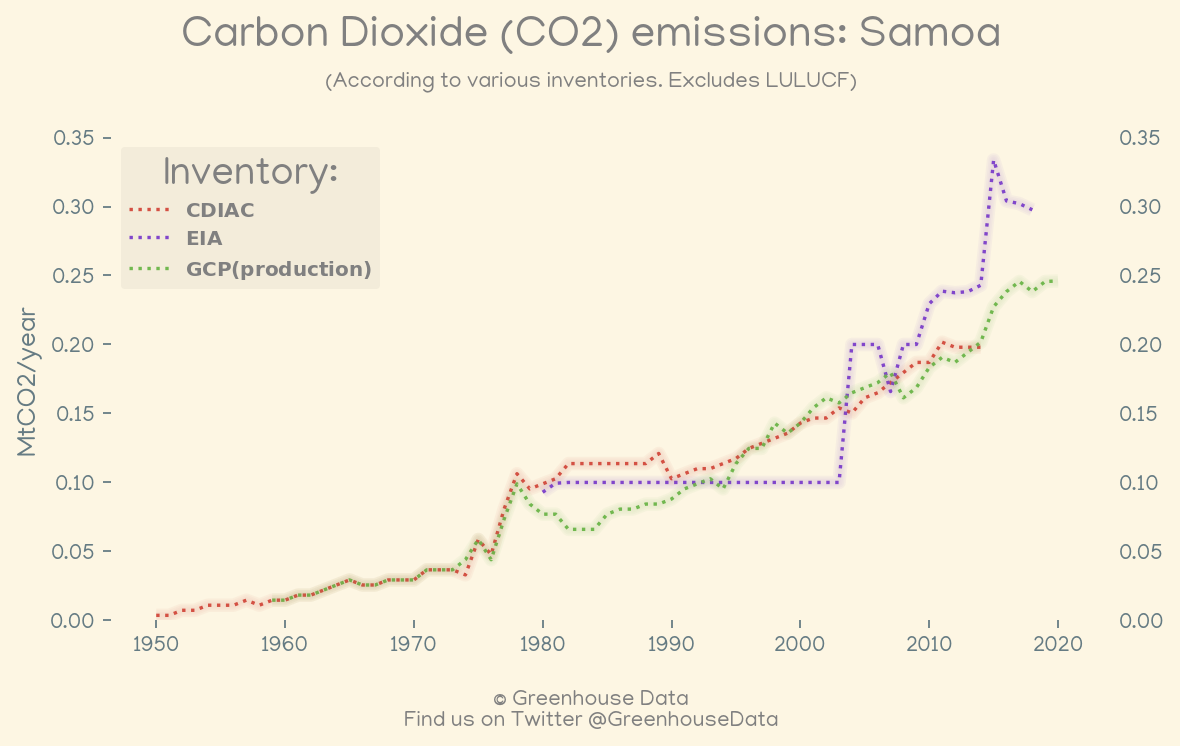 Carbon Dioxide (CO2) emissions: Samoa
(According to various inventories. Excludes LULUCF)
Inventory:
CDIAC
EIA
GCP(production)
MtCO2/year
0.35
0.30
0.25
0.20
0.15
0.10
0.05
0.00
0.35
0.30
0.25
0.20
0.15
0.10
0.05
0.00
1950 1960 1970 1980 1990 2000 2010 2020
© Greenhouse Data
Find us on Twitter @GreenhouseData